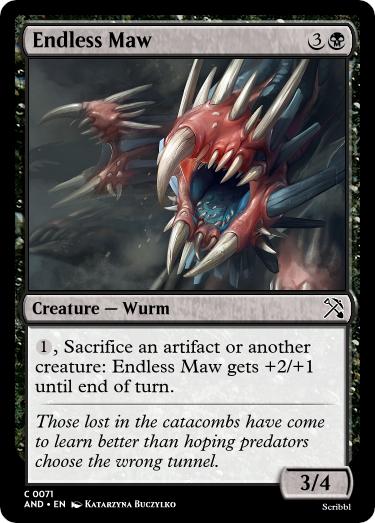 Endless Maw 3
Creature — Wurm
1, Sacrifice an artifact or another
creature: Endless Maw gets +2/+1
until end of turn.
Those lost in the catacombs have come
to learn better than hoping predators
choose the wrong tunnel.
3/4
C 0071
AND • EN Katarzyna Buczylko
Scribbl